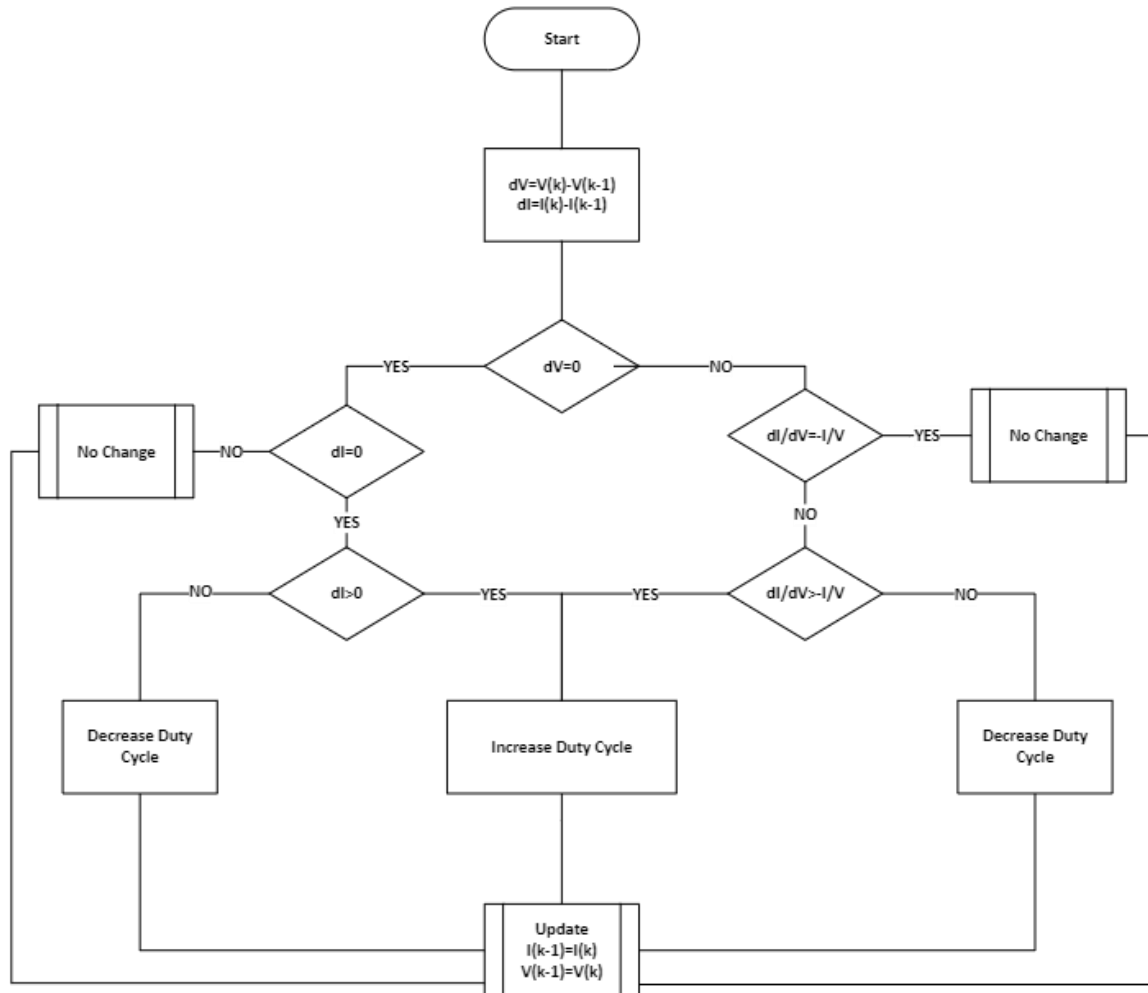 Start
dV=V(k)-V(k-1)
dI=I(k)-I(k-1)
YES
dV=0
NO
No Change
NO
dI=0
dI/dV=-I/V
YES
No Change
YES
NO
NO
dI>0
YES
YES
dI/dV>-I/V
NO
Decrease Duty
Cycle
Increase Duty Cycle
Decrease Duty
Cycle
Update
I(k-1)=I(k)
V(k-1)=V(k)